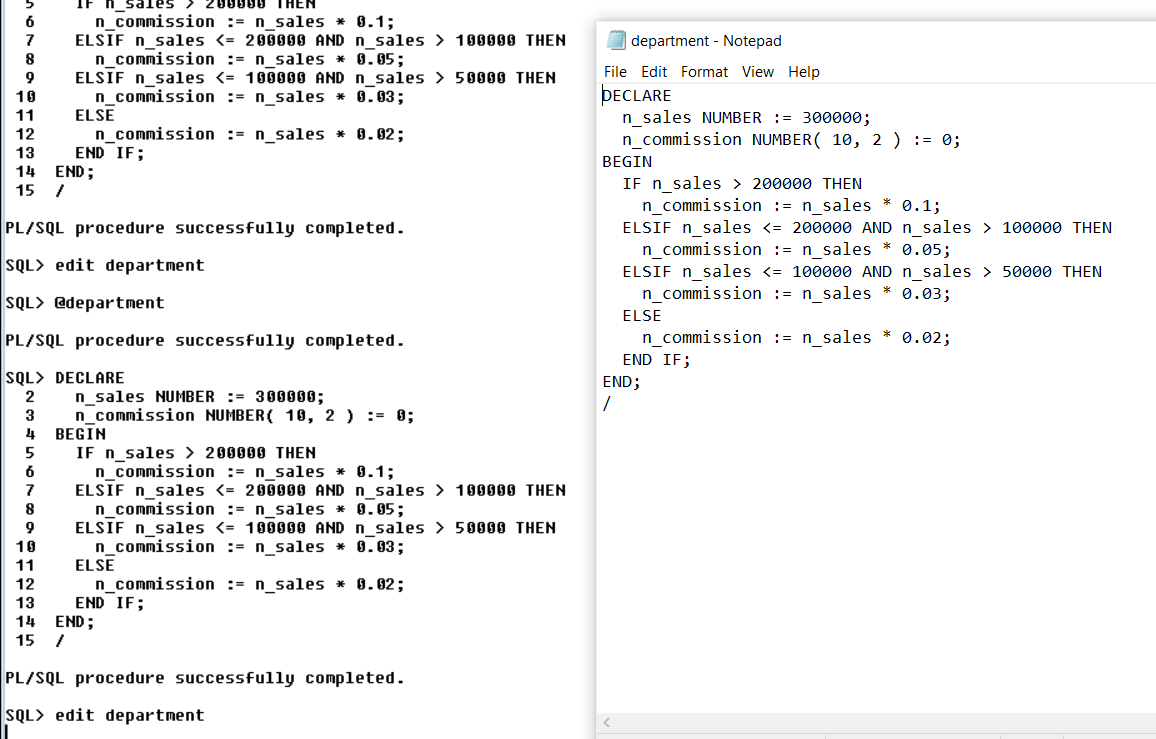 5     IF n_sales > 200000 THEN
6       n_commission := n_sales * 0.1;
7     ELSIF n_sales <= 200000 AND n_sales > 100000 THEN
8       n_commission := n_sales * 0.05;
9     ELSIF n_sales <= 100000 AND n_sales > 50000 THEN
10       n_commission := n_sales * 0.03;
11     ELSE
12       n_commission := n_sales * 0.02;
13     END IF;
14   END;
15   /
PL/SQL procedure successfully completed.
SQL> edit department
SQL> @department
PL/SQL procedure successfully completed.
SQL> DECLARE
2     n_sales NUMBER := 300000;
3     n_commission NUMBER( 10, 2 ) := 0;
4   BEGIN
5     IF n_sales > 200000 THEN
6       n_commission := n_sales * 0.1;
7     ELSIF n_sales <= 200000 AND n_sales > 100000 THEN
8       n_commission := n_sales * 0.05;
9     ELSIF n_sales <= 100000 AND n_sales > 50000 THEN
10       n_commission := n_sales * 0.03;
11     ELSE
12       n_commission := n_sales * 0.02;
13     END IF;
14   END;
15   /
PL/SQL procedure successfully completed.
SQL> edit department
department - Notepad
File Edit Format View Help
DECLARE
  n_sales NUMBER := 300000;
  n_commission NUMBER( 10, 2 ) := 0;
BEGIN
  IF n_sales > 200000 THEN
    n_commission := n_sales * 0.1;
  ELSIF n_sales <= 200000 AND n_sales > 100000 THEN
    n_commission := n_sales * 0.05;
  ELSIF n_sales <= 100000 AND n_sales > 50000 THEN
    n_commission := n_sales * 0.03;
  ELSE
    n_commission := n_sales * 0.02;
  END IF;
END;
/